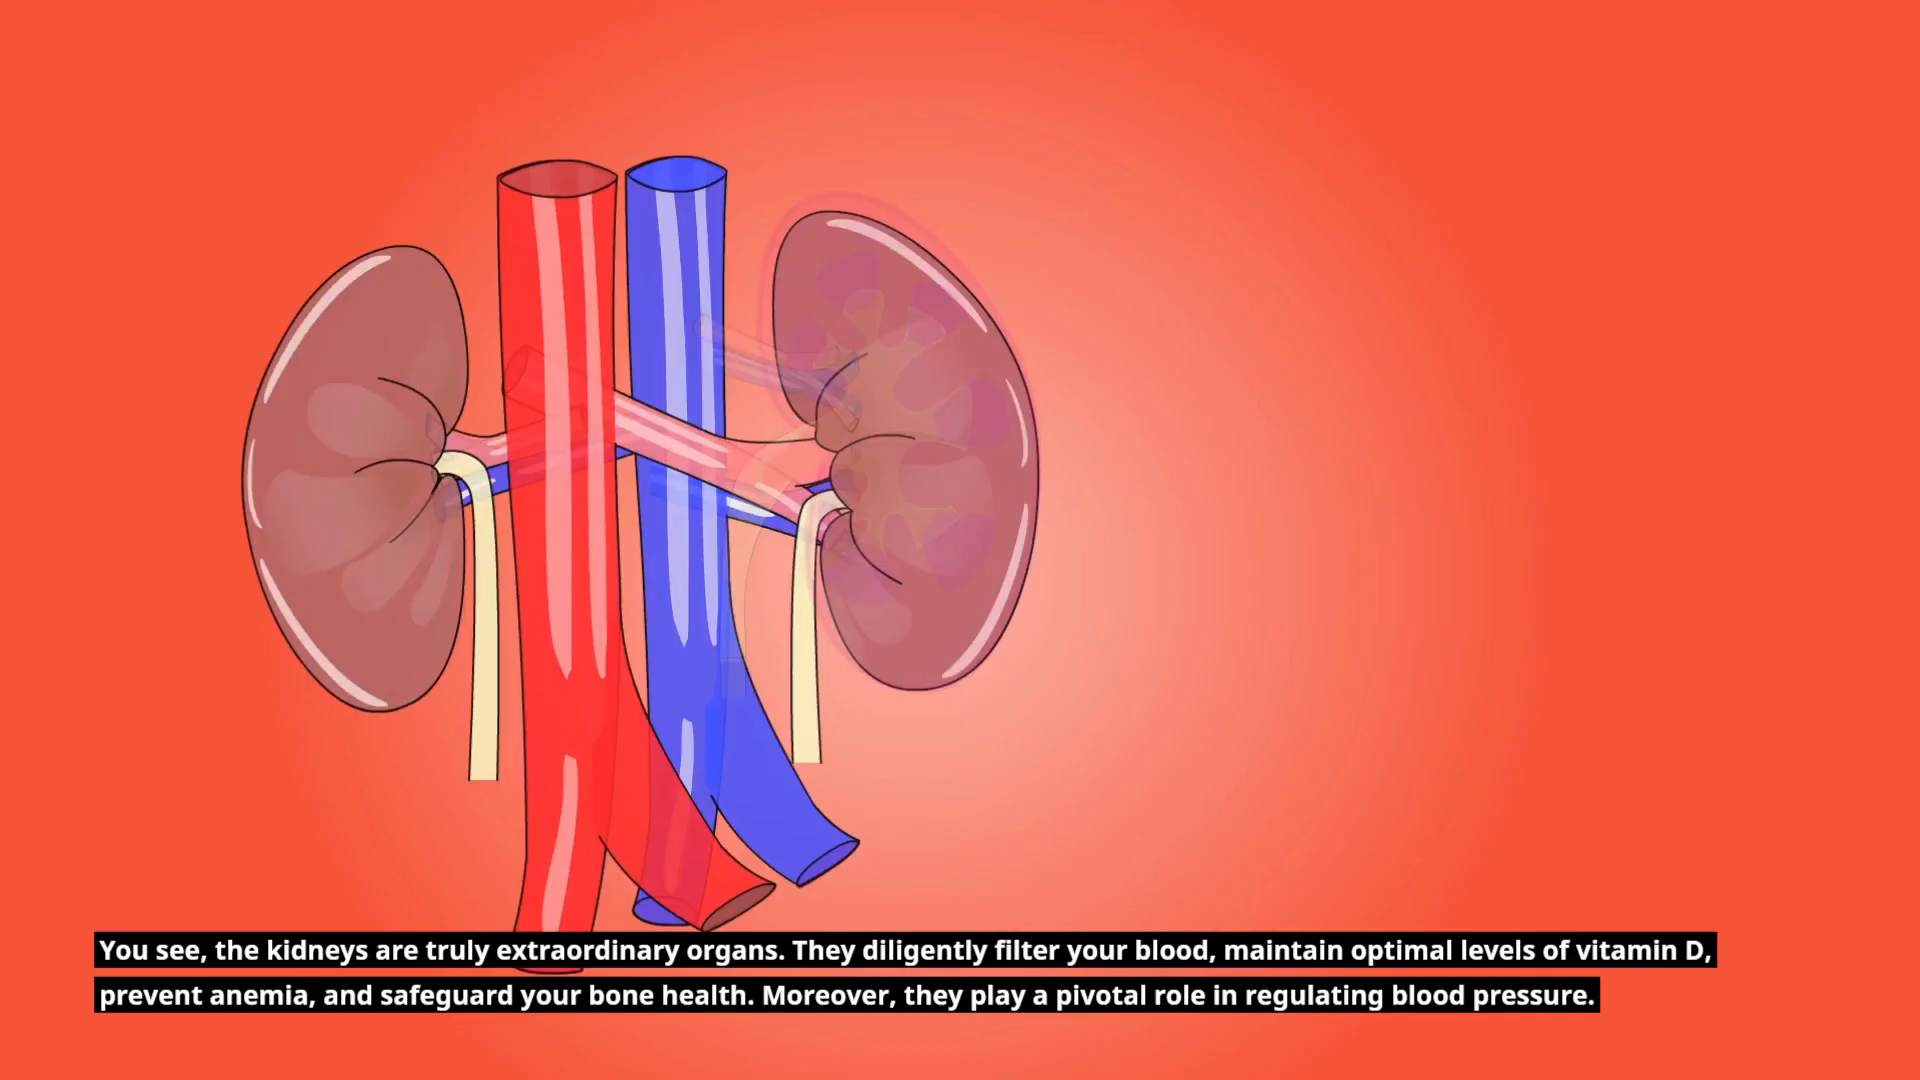 You see, the kidneys are truly extraordinary organs. They diligently filter your blood, maintain optimal levels of vitamin D,
prevent anemia, and safeguard your bone health. Moreover, they play a pivotal role in regulating blood pressure.